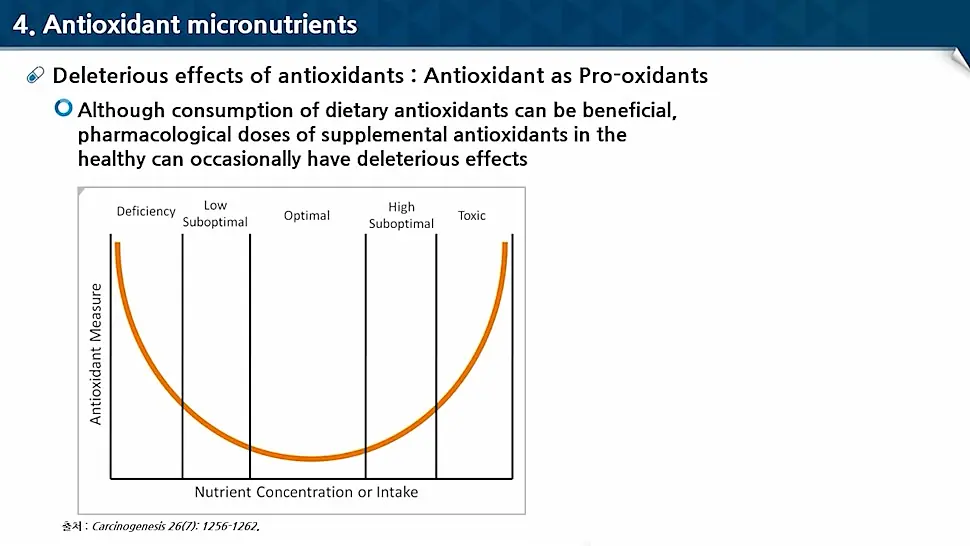 4. Antioxidant micronutrients
Deleterious effects of antioxidants : Antioxidant as Pro-oxidants
Although consumption of dietary antioxidants can be beneficial,
pharmacological doses of supplemental antioxidants in the
healthy can occasionally have deleterious effects
Deficiency
Low
Suboptimal
Optimal
High
Suboptimal
Toxic
Antioxidant Measure
Nutrient Concentration or Intake
출처 : Carcinogenesis 26(7): 1256-1262.